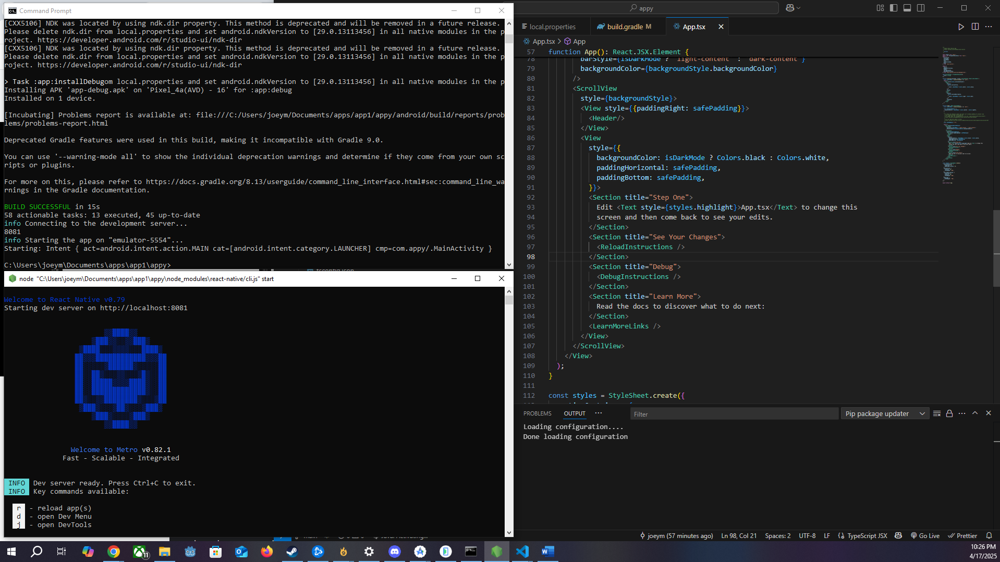 Command Prompt
[CXX5106] NDK was located by using ndk.dir property. This method is deprecated and will be removed in a future release.
Please delete ndk.dir from local.properties and set android.ndkVersion to [29.0.13113456] in all native modules in the p
roject. https://developer.android.com/r/studio-ui/ndk-dir
[CXX5106] NDK was located by using ndk.dir property. This method is deprecated and will be removed in a future release.
Please delete ndk.dir from local.properties and set android.ndkVersion to [29.0.13113456] in all native modules in the p
roject. https://developer.android.com/r/studio-ui/ndk-dir
> Task :app:installDebugom local.properties and set android.ndkVersion to [29.0.13113456] in all native modules in the p
Installing APK 'app-debug.apk' on 'Pixel_4a(AVD) - 16' for :app:debug
Installed on 1 device.
[Incubating] Problems report is available at: file:///C:/Users/joeym/Documents/apps/app1/appy/android/build/reports/prob
lems/problems-report.html
Deprecated Gradle features were used in this build, making it incompatible with Gradle 9.0.
You can use '--warning-mode all' to show the individual deprecation warnings and determine if they come from your own sc
ripts or plugins.
For more on this, please refer to https://docs.gradle.org/8.13/userguide/command_line_interface.html#sec:command_line_wa
rnings in the Gradle documentation.
BUILD SUCCESSFUL in 15s
58 actionable tasks: 13 executed, 45 up-to-date
info Connecting to the development server...
8081
info Starting the app on "emulator-5554"...
Starting: Intent { act=android.intent.action.MAIN cat=[android.intent.category.LAUNCHER] cmp=com.appy/.MainActivity }
C:\Users\joeym\Documents\apps\app1\appy>
node "C:\Users\joeym\Documents\apps\app1\appy\node_modules\react-native/cli.js" start
Welcome to React Native v0.79
Starting dev server on http://localhost:8081
Welcome to Metro v0.82.1
Fast - Scalable - Integrated
INFO Dev server ready. Press Ctrl+C to exit.
INFO Key commands available:
r - reload app(s)
d - open Dev Menu
j - open DevTools
appy
local.properties
build.gradle M
App.tsx
App.tsx > App
57 function App(): React.JSX.Element {
78 barStyle={isDarkMode ? 'light-content' : 'dark-content'}
79 backgroundColor={backgroundStyle.backgroundColor}
80 />
81 <ScrollView
82 style={backgroundStyle}>
83 <View style={{paddingRight: safePadding}}>
84 <Header/>
85 </View>
86 <View
87 style={{
88 backgroundColor: isDarkMode ? Colors.black : Colors.white,
89 paddingHorizontal: safePadding,
90 paddingBottom: safePadding,
91 }}>
92 <Section title="Step One">
93 Edit <Text style={styles.highlight}>App.tsx</Text> to change this
94 screen and then come back to see your edits.
95 </Section>
96 <Section title="See Your Changes">
97 <ReloadInstructions />
98 </Section>
99 <Section title="Debug">
100 <DebugInstructions />
101 </Section>
102 <Section title="Learn More">
103 Read the docs to discover what to do next:
104 </Section>
105 <LearnMoreLinks />
106 </View>
107 </ScrollView>
108 </View>
109 );
110 }
111
112 const styles = StyleSheet.create({
PROBLEMS OUTPUT
Filter
Pip package updater
Loading configuration....
Done loading configuration
joeym (57 minutes ago) Ln 98, Col 21 Spaces: 2 UTF-8 LF TypeScript JSX Go Live Prettier
11
10:26 PM
4/17/2025